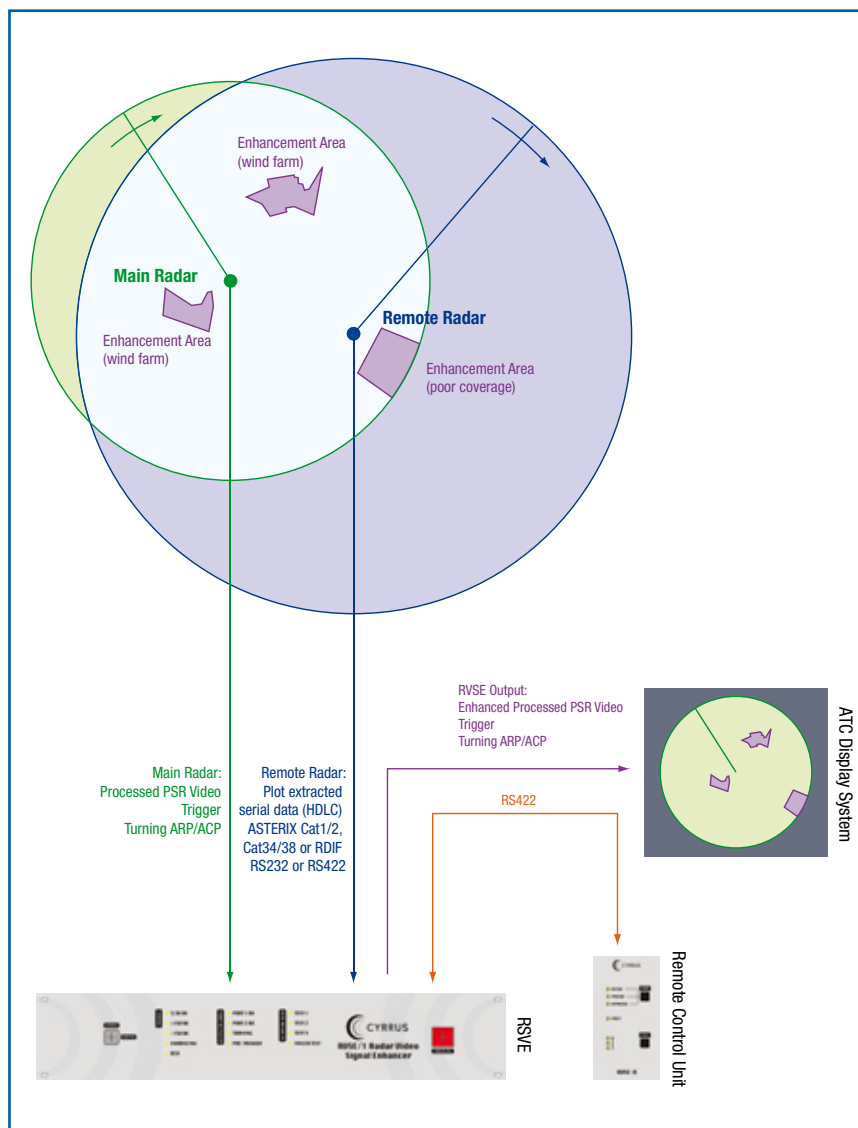 Enhancement Area
(wind farm)
Main Radar
Enhancement Area
(wind farm)
Remote Radar
Enhancement Area
(poor coverage)
Main Radar:
Processed PSR Video
Trigger
Turning ARP/ACP
Remote Radar:
Plot extracted
serial data (HDLC)
ASTERIX Cat1/2,
Cat34/38 or RDIF
RS232 or RS422
RVSE Output:
Enhanced Processed PSR Video
Trigger
Turning ARP/ACP
RS422
ATC Display System
CYRRUS
RVSE/1 Radar Video
Signal Enhancer
RSVE
CYRRUS
Remote Control Unit